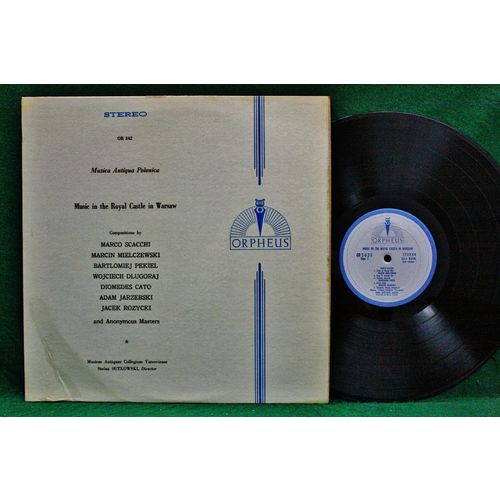 STEREO
OR 342
Musica Antiqua Polonica
Music in the Royal Castle in Warsaw
Compositions by
MARCO SCACCHI
MARCIN MIELCZEWSKI
BARTLOMIEJ PEKIEL
WOJCIECH DLUGORAJ
DIOMEDES CATO
ADAM JARZEBSKI
JACEK ROZYCKI
and Anonymous Masters
Musicae Antiquae Collegium Varsoviense
Stefan SUTKOWSKI, Director
ORPHEUS
ORPHEUS
MUSIC IN THE ROYAL CASTLE IN WARSAW
STEREO